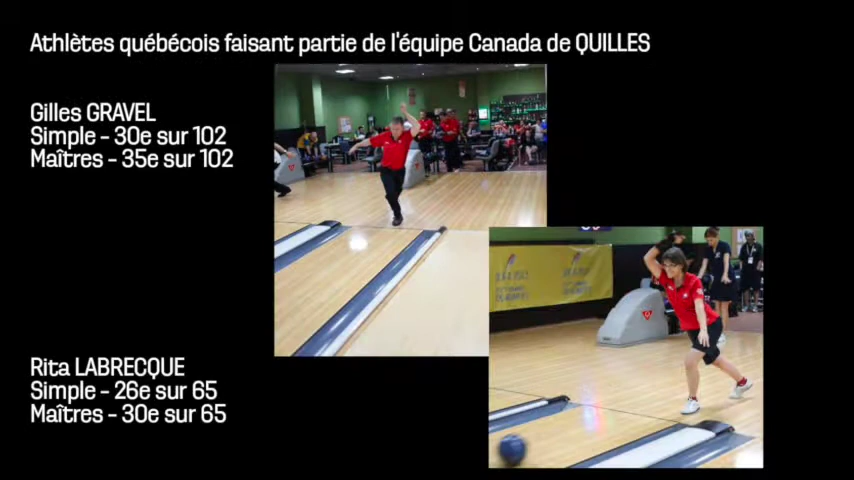 Athlètes québécois faisant partie de l'équipe Canada de QUILLES
Gilles GRAVEL
Simple - 30e sur 102
Maîtres - 35e sur 102
Rita LABRECQUE
Simple - 26e sur 65
Maîtres - 30e sur 65